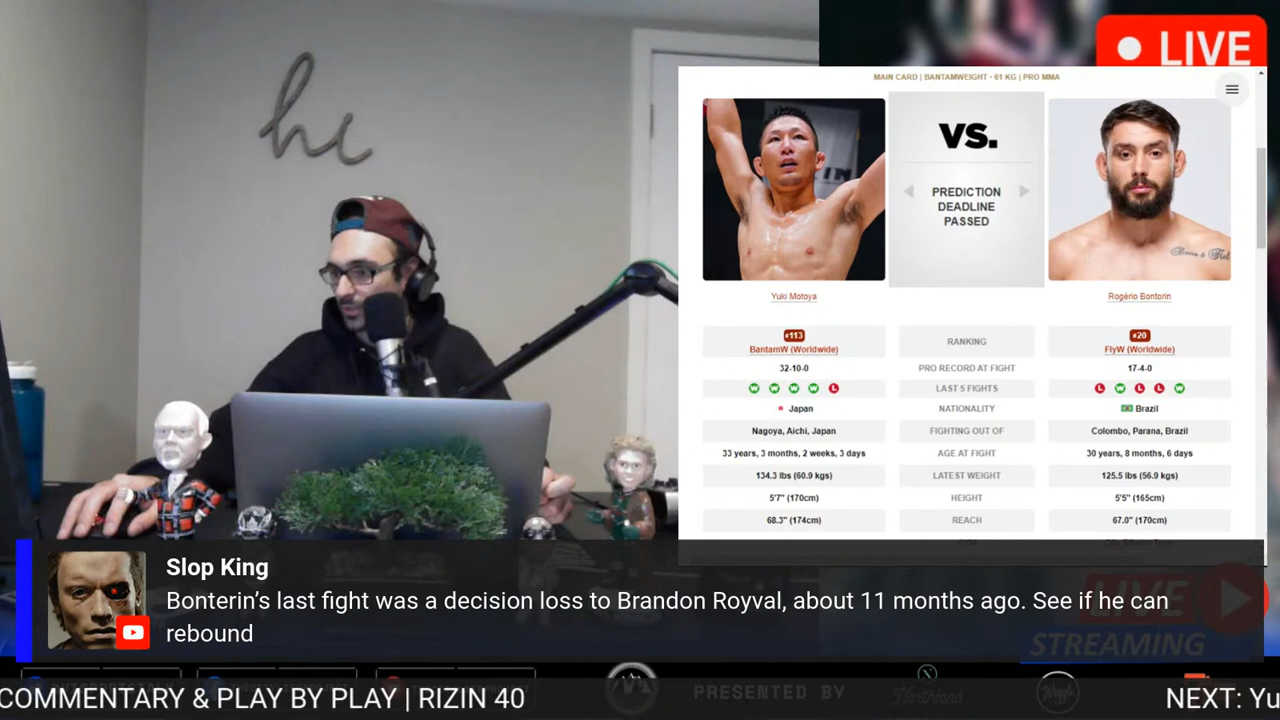 hi
LIVE
MAIN CARD | BANTAMWEIGHT · 61 KG | PRO MMA
VS.
PREDICTION
DEADLINE
PASSED
Yuki Motoya
Rogério Bontorin
#113
BantamW (Worldwide)
RANKING
#20
FlyW (Worldwide)
32-10-0
PRO RECORD AT FIGHT
17-4-0
W W W W L
LAST 5 FIGHTS
L W L L W
Japan
NATIONALITY
Brazil
Nagoya, Aichi, Japan
FIGHTING OUT OF
Colombo, Parana, Brazil
33 years, 3 months, 2 weeks, 3 days
AGE AT FIGHT
30 years, 8 months, 6 days
134.3 lbs (60.9 kgs)
LATEST WEIGHT
125.5 lbs (56.9 kgs)
5'7" (170cm)
HEIGHT
5'5" (165cm)
68.3" (174cm)
REACH
67.0" (170cm)
Slop King
Bonterin's last fight was a decision loss to Brandon Royval, about 11 months ago. See if he can
rebound
LIVE
STREAMING
PRESENTED BY
Northland
COMMENTARY & PLAY BY PLAY | RIZIN 40
NEXT: Yu